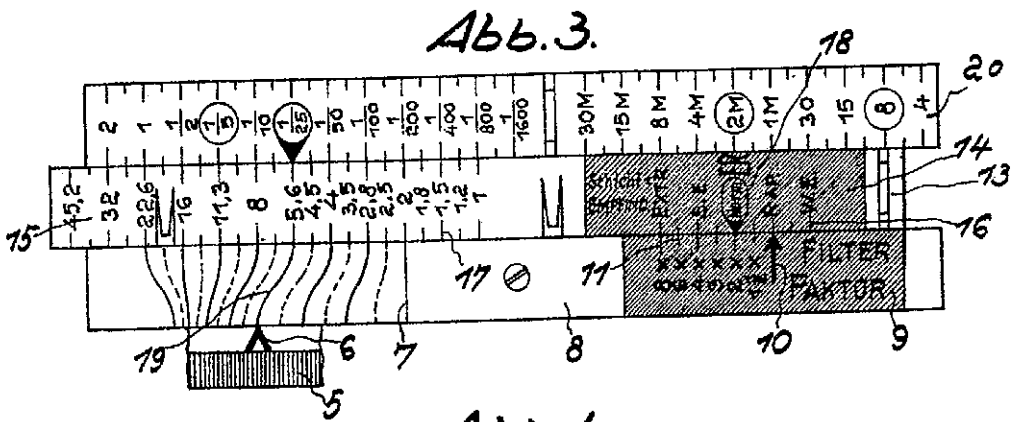 Abb. 3.
18
20
2 1 1/2 1/5 1/10 1/25 1/50 1/100 1/200 1/400 1/800 1/1600 30M 15M 8M 4M 2M 1M 30 15 8 4
14
13
15
45,2 32 22,6 16 11,3 8 5,6 4,5 4 3,5 2,8 2,5 2 1,8 1,5 1,2 1
EXTR. RAP.
16
17
11
FILTER
FAKTOR
19 6 7 8 10 9
5